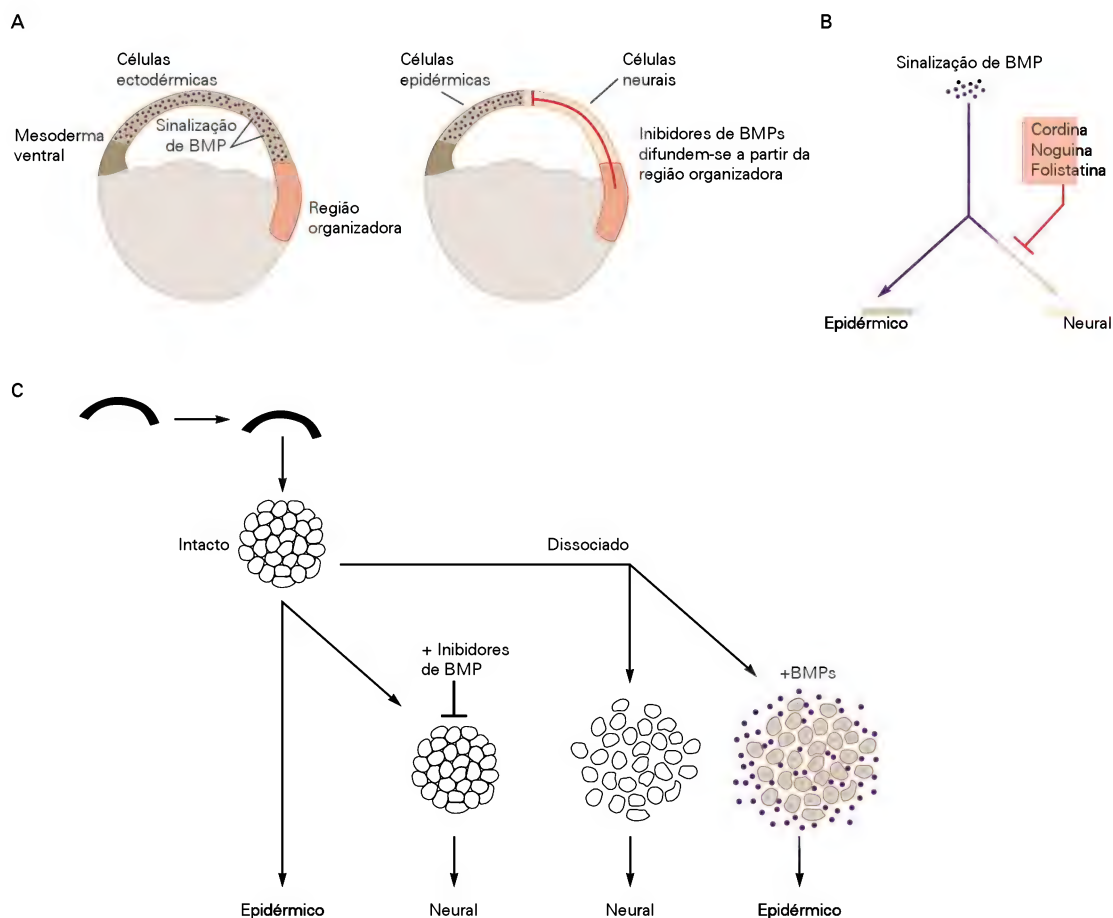 A
Células
ectodérmicas
Mesoderma
ventral
Sinalização
de BMP
Região
organizadora
Células
epidérmicas
Células
neurais
Inibidores de BMPs
difundem-se a partir da
região organizadora
B
Sinalização de BMP
Cordina
Noguina
Folistatina
Epidérmico
Neural
C
Intacto
Dissociado
+ Inibidores
de BMP
+BMPs
Epidérmico
Neural
Neural
Epidérmico